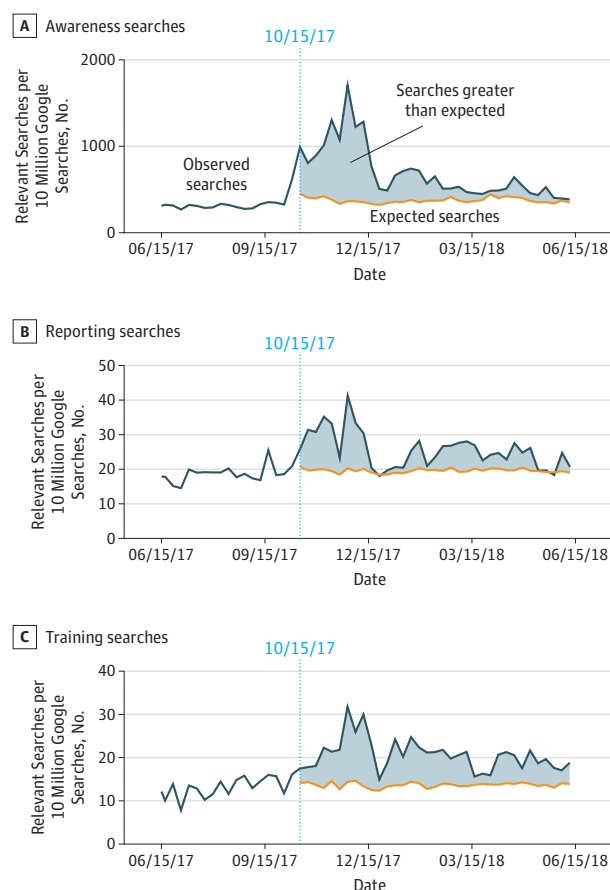 A Awareness searches
10/15/17
Relevant Searches per
10 Million Google
Searches, No.
2000
1000
0
Observed
searches
Searches greater
than expected
Expected searches
06/15/17 09/15/17 12/15/17 03/15/18 06/15/18
Date
B Reporting searches
10/15/17
Relevant Searches per
10 Million Google
Searches, No.
50
40
30
20
10
0
06/15/17 09/15/17 12/15/17 03/15/18 06/15/18
Date
C Training searches
10/15/17
Relevant Searches per
10 Million Google
Searches, No.
40
30
20
10
0
06/15/17 09/15/17 12/15/17 03/15/18 06/15/18
Date